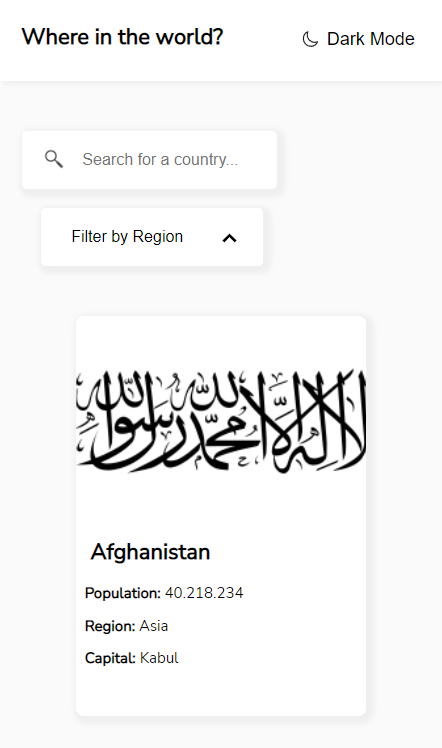 Where in the world?
Dark Mode
Search for a country...
Filter by Region
لا إله إلا الله محمد رسول الله
Afghanistan
Population: 40.218.234
Region: Asia
Capital: Kabul